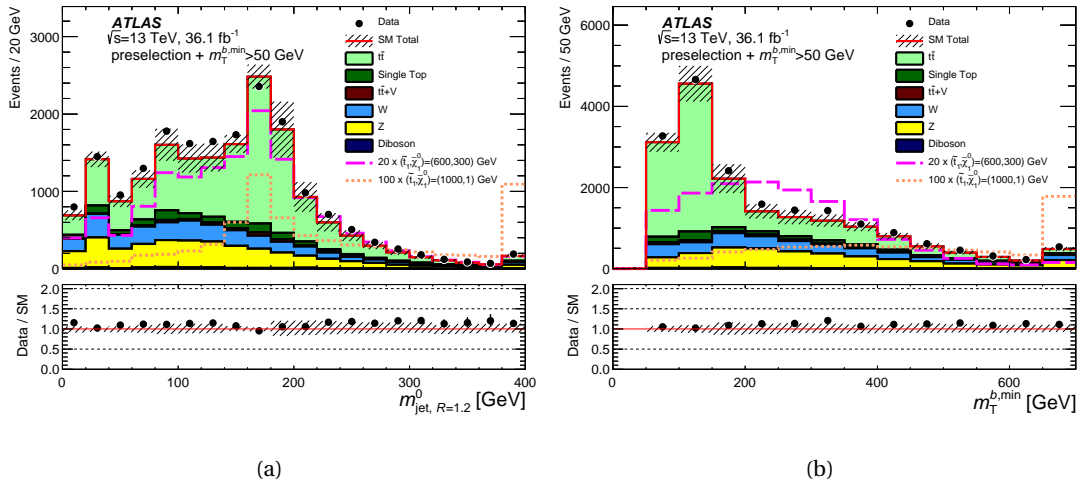 ATLAS
√s=13 TeV, 36.1 fb⁻¹
preselection + m_T^{b,min}>50 GeV
Data
SM Total
tt̄
Single Top
tt̄+V
W
Z
Diboson
20 x (t̃₁,χ̃₁⁰)=(600,300) GeV
100 x (t̃₁,χ̃₁⁰)=(1000,1) GeV
Events / 20 GeV
3000
2000
1000
0
Data / SM
2.0
1.5
1.0
0.5
0.0
0 100 200 300 400
m^0_{jet, R=1.2} [GeV]
(a)
ATLAS
√s=13 TeV, 36.1 fb⁻¹
preselection + m_T^{b,min}>50 GeV
Data
SM Total
tt̄
Single Top
tt̄+V
W
Z
Diboson
20 x (t̃₁,χ̃₁⁰)=(600,300) GeV
100 x (t̃₁,χ̃₁⁰)=(1000,1) GeV
Events / 50 GeV
6000
4000
2000
0
Data / SM
2.0
1.5
1.0
0.5
0.0
0 200 400 600
m_T^{b,min} [GeV]
(b)